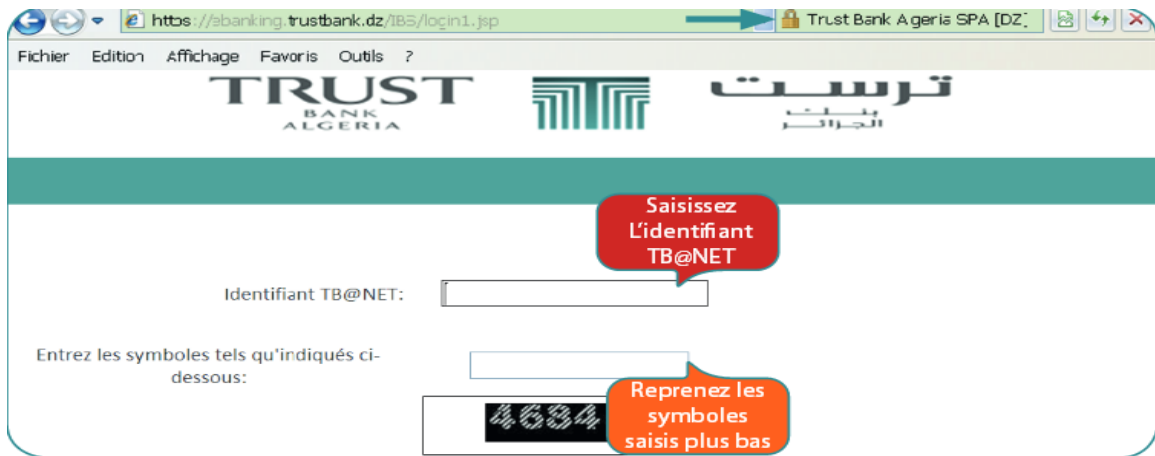 https://ebanking.trustbank.dz/IBS/login1.jsp
Trust Bank Ageria SPA [DZ]
Fichier Edition Affichage Favoris Outils ?
TRUST
BANK
ALGERIA
ترست
بنك
الجزائر
Saisissez
L'identifiant
TB@NET
Identifiant TB@NET:
Entrez les symboles tels qu'indiqués ci-
dessous:
Reprenez les
symboles
saisis plus bas
4684